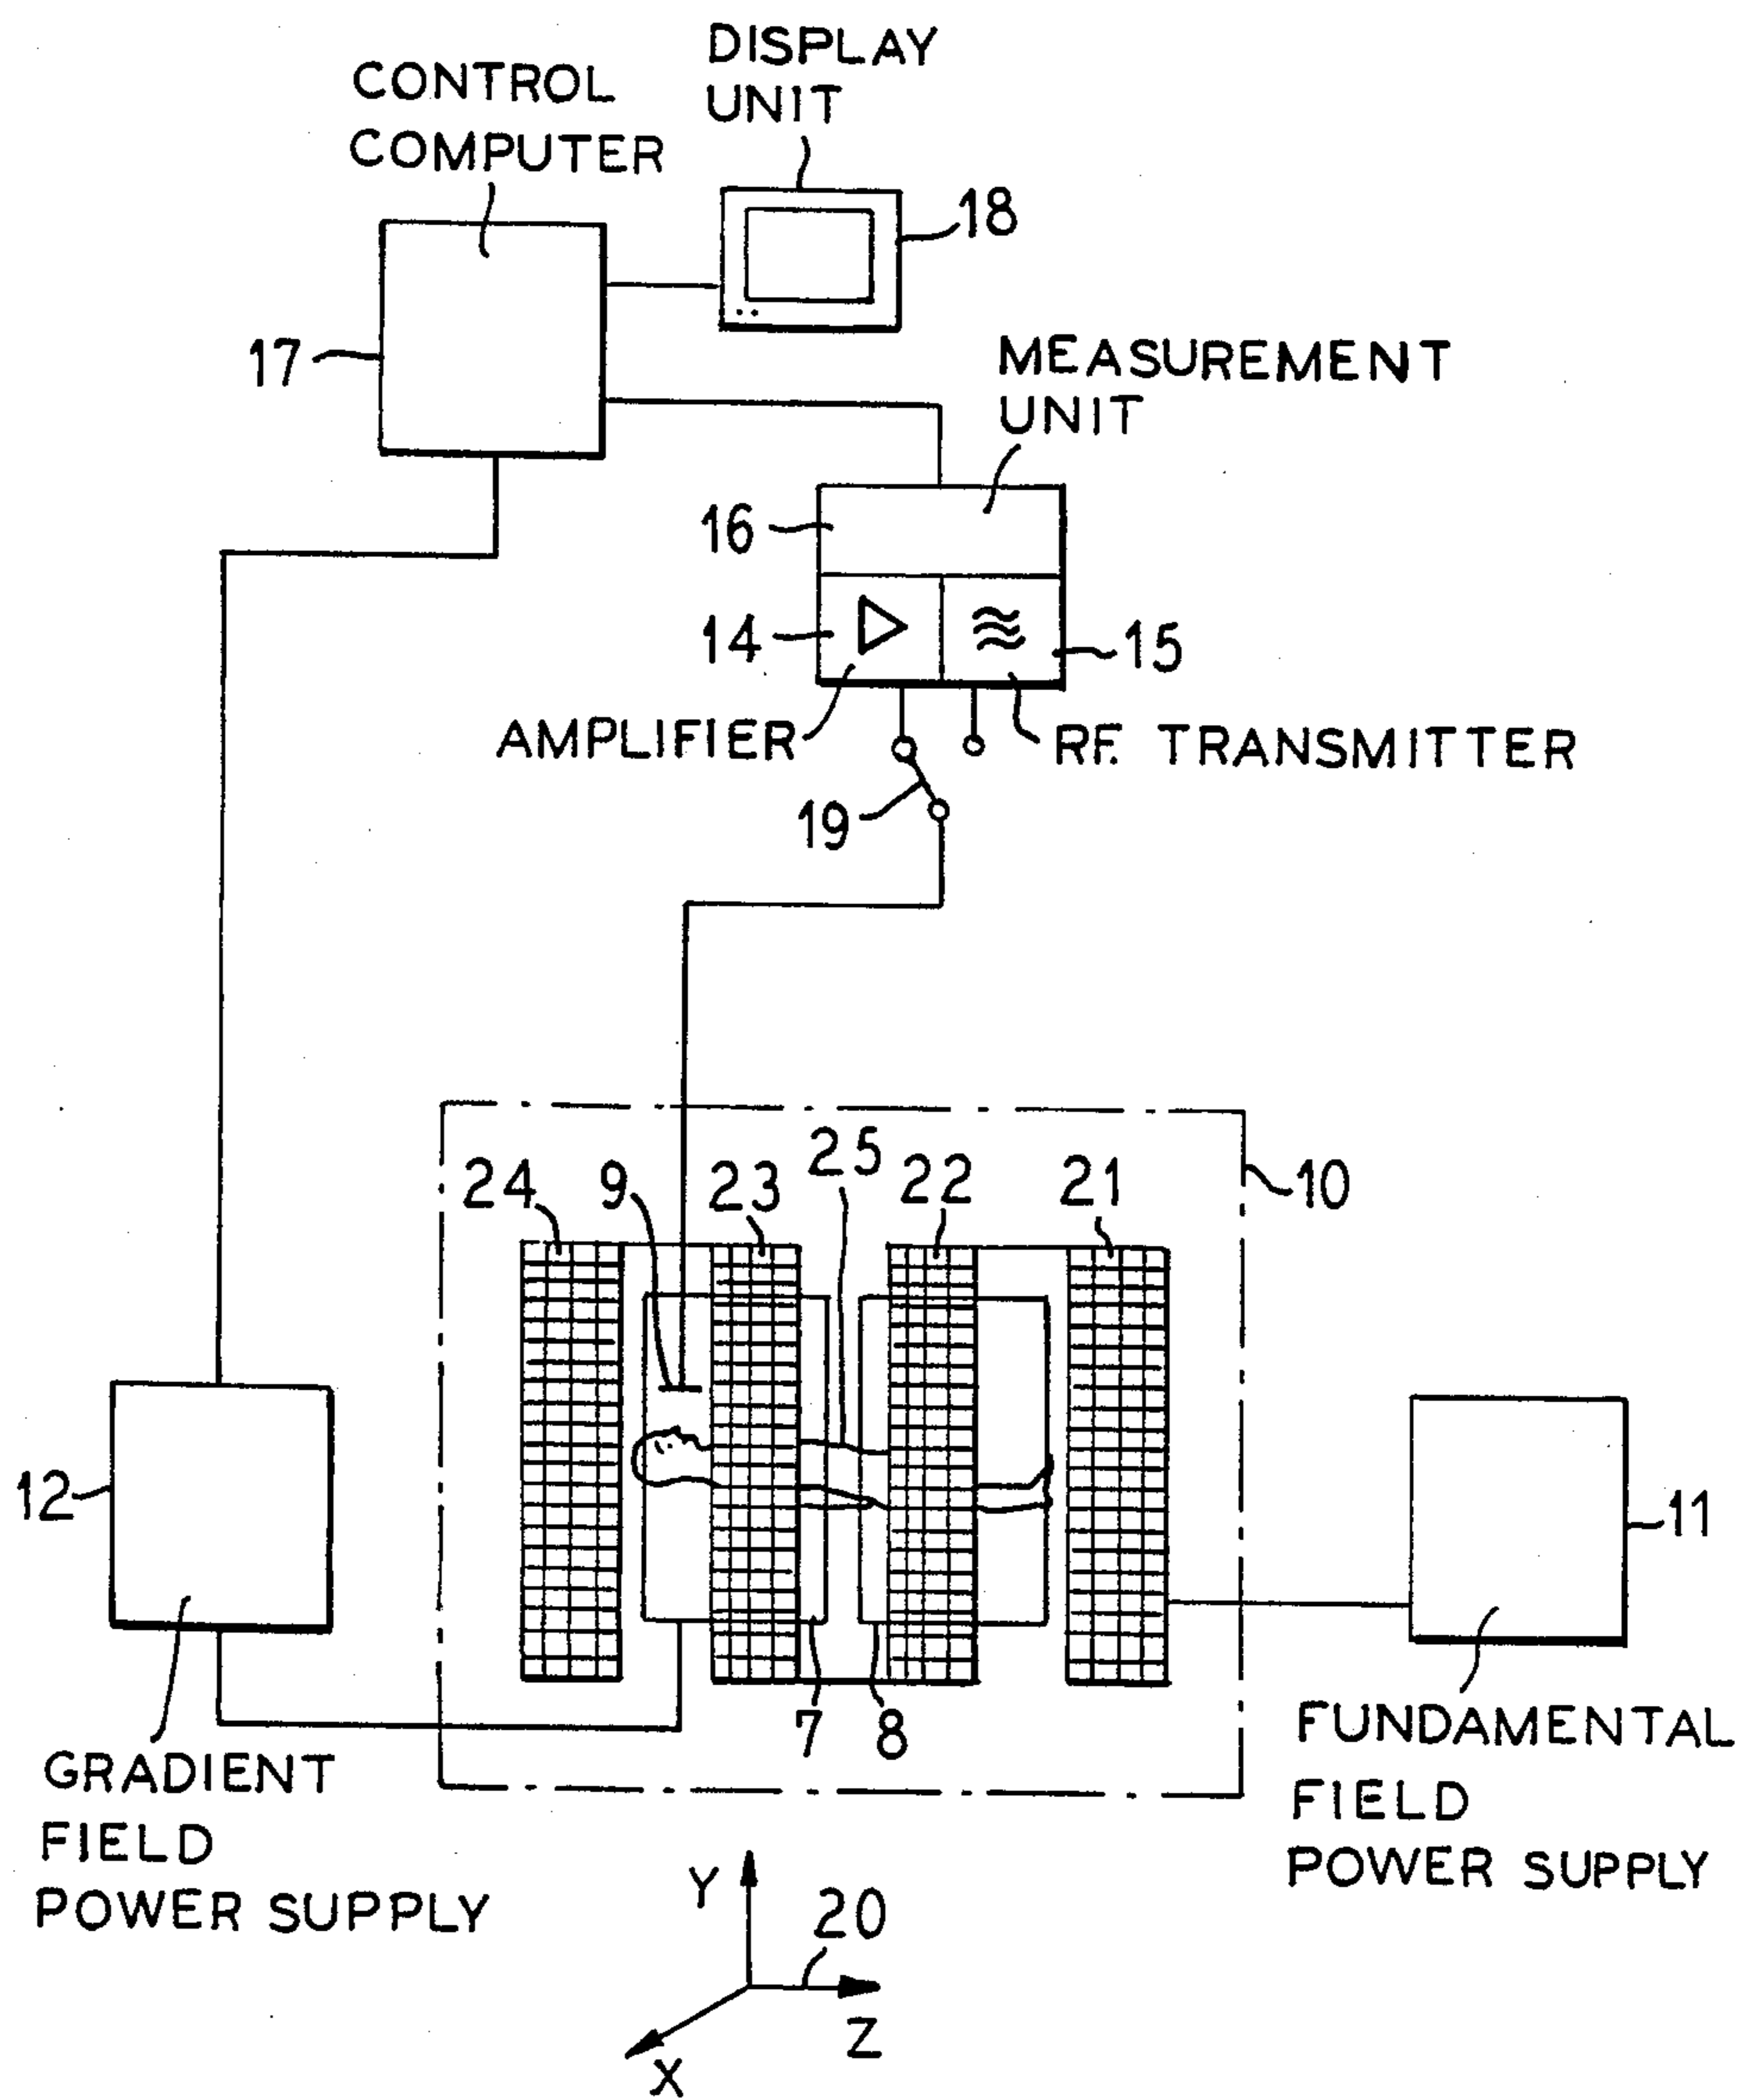 DISPLAY
UNIT
CONTROL
COMPUTER
18
17
MEASUREMENT
UNIT
16
14
15
AMPLIFIER
RF. TRANSMITTER
19
24
9
23
25
22
21
10
12
11
7
8
GRADIENT
FIELD
POWER SUPPLY
FUNDAMENTAL
FIELD
POWER SUPPLY
Y
20
Z
X